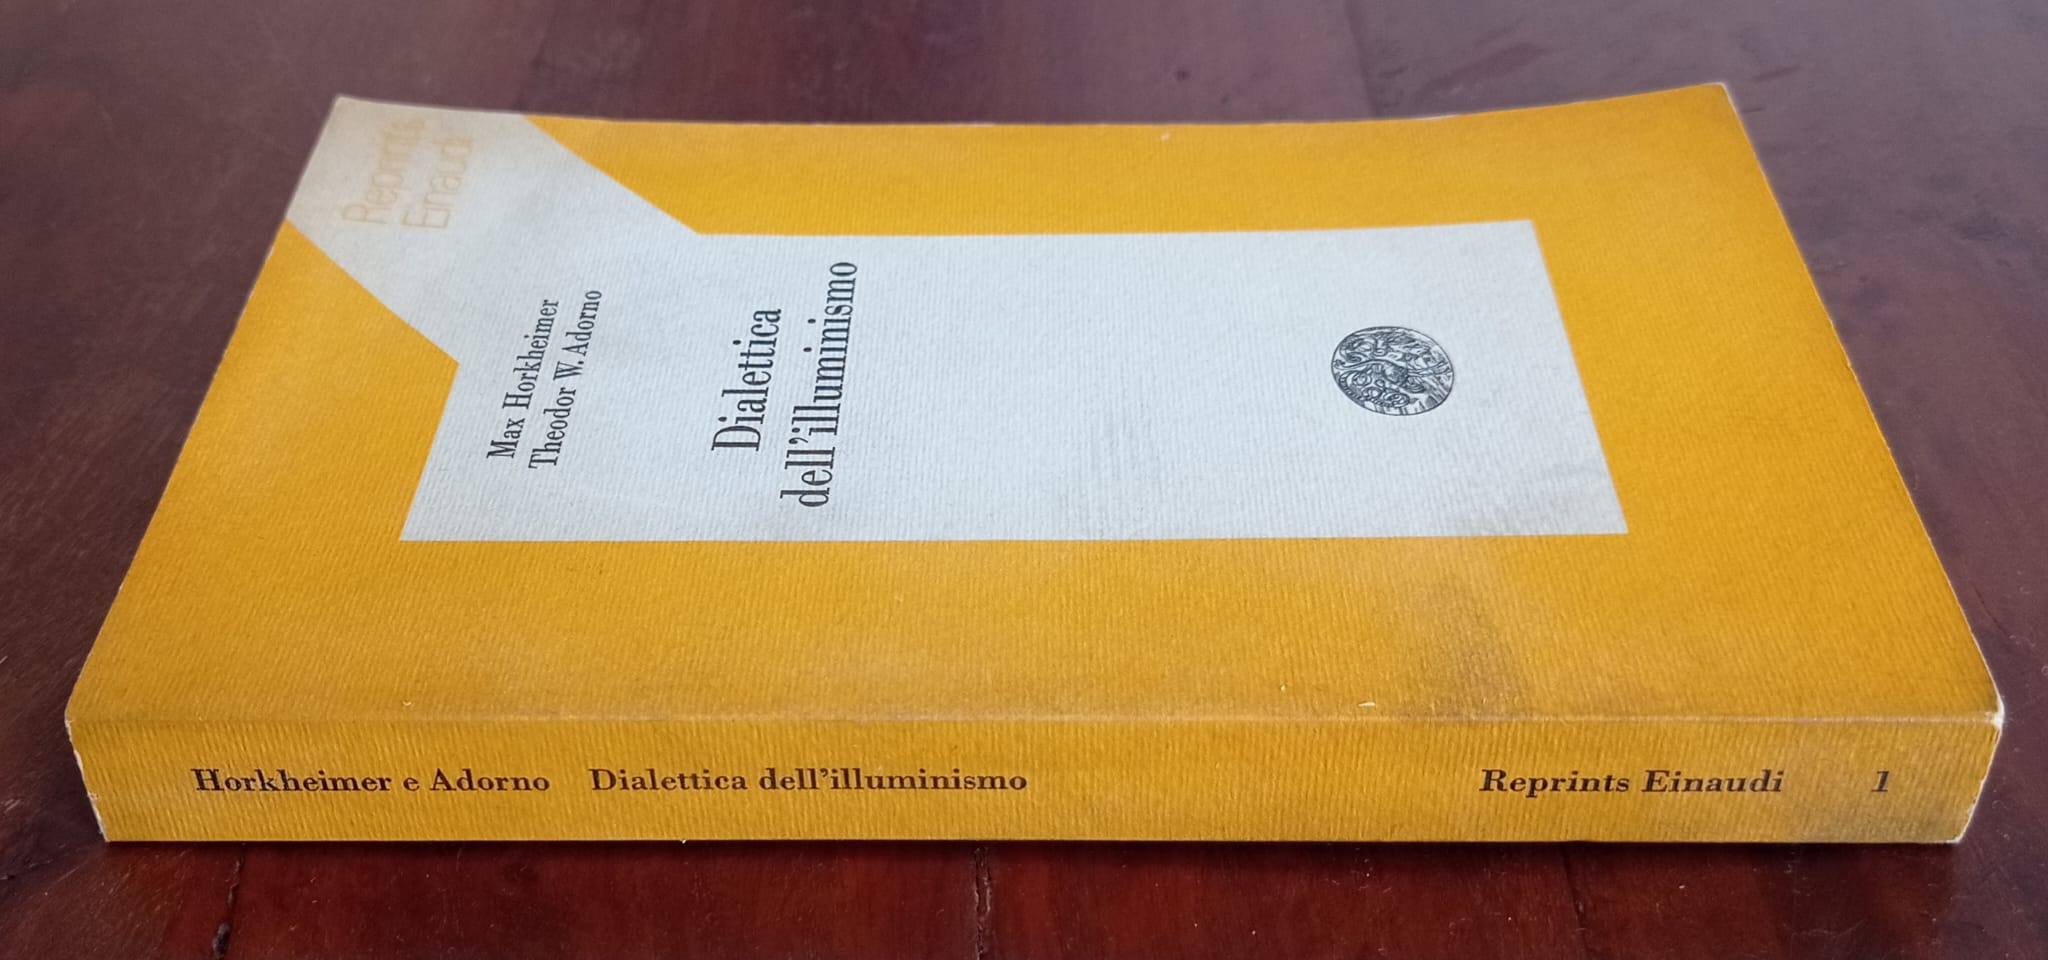 Reprints
Einaudi
Max Horkheimer
Theodor W. Adorno
Dialettica
dell'illuminismo
Horkheimer e Adorno Dialettica dell'illuminismo Reprints Einaudi 1